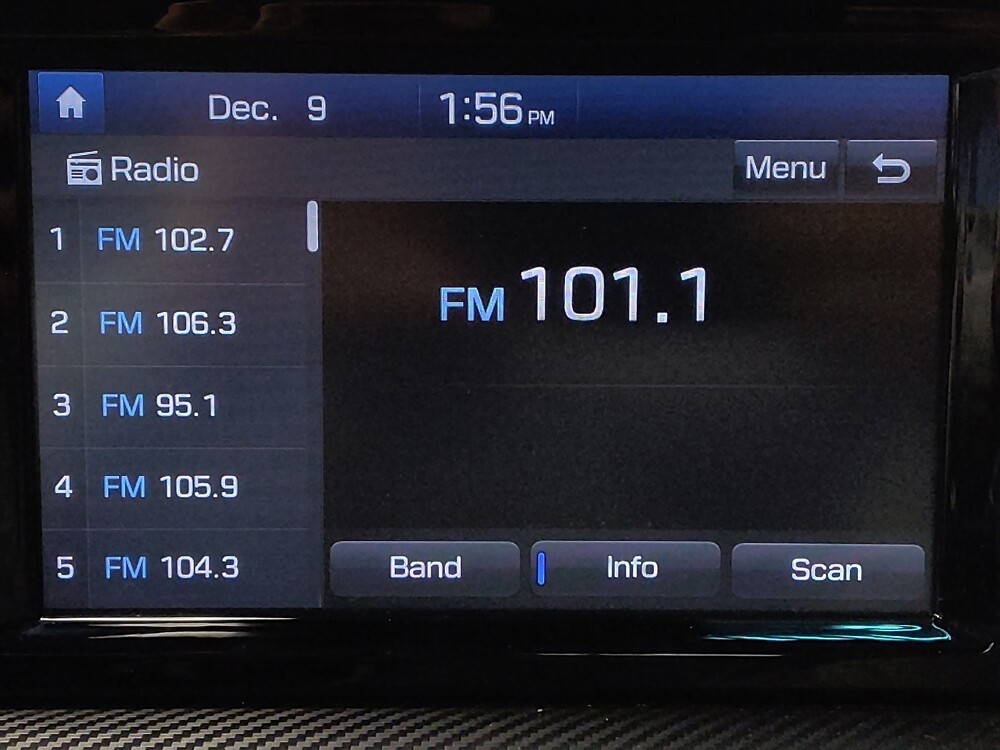 Dec. 9 1:56 PM
Radio Menu
1 FM 102.7
FM 101.1
2 FM 106.3
3 FM 95.1
4 FM 105.9
5 FM 104.3
Band Info Scan